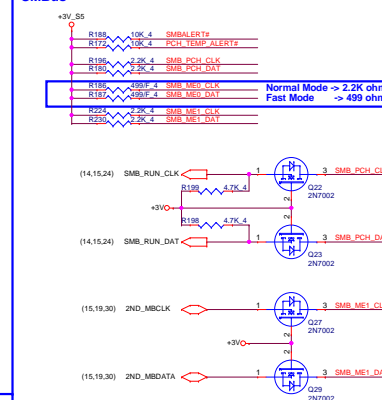 SMBus
+3V_S5
R188 10K_4 SMBALERT#
R172 10K_4 PCH_TEMP_ALERT#
R196 2.2K_4 SMB_PCH_CLK
R180 2.2K_4 SMB_PCH_DAT
R186 499/F_4 SMB_ME0_CLK
R187 499/F_4 SMB_ME0_DAT
Normal Mode -> 2.2K ohm
Fast Mode -> 499 ohm
R224 2.2K_4 SMB_ME1_CLK
R230 2.2K_4 SMB_ME1_DAT
(14,15,24) SMB_RUN_CLK 1 3 SMB_PCH_CL
R199 4.7K_4 Q22
2N7002
2
+3V
R198 4.7K_4
2
(14,15,24) SMB_RUN_DAT 1 3 SMB_PCH_DA
Q23
2N7002
(15,19,30) 2ND_MBCLK 1 3 SMB_ME1_CL
Q27
2N7002
2
+3V
2
(15,19,30) 2ND_MBDATA 1 3 SMB_ME1_DA
Q29
2N7002